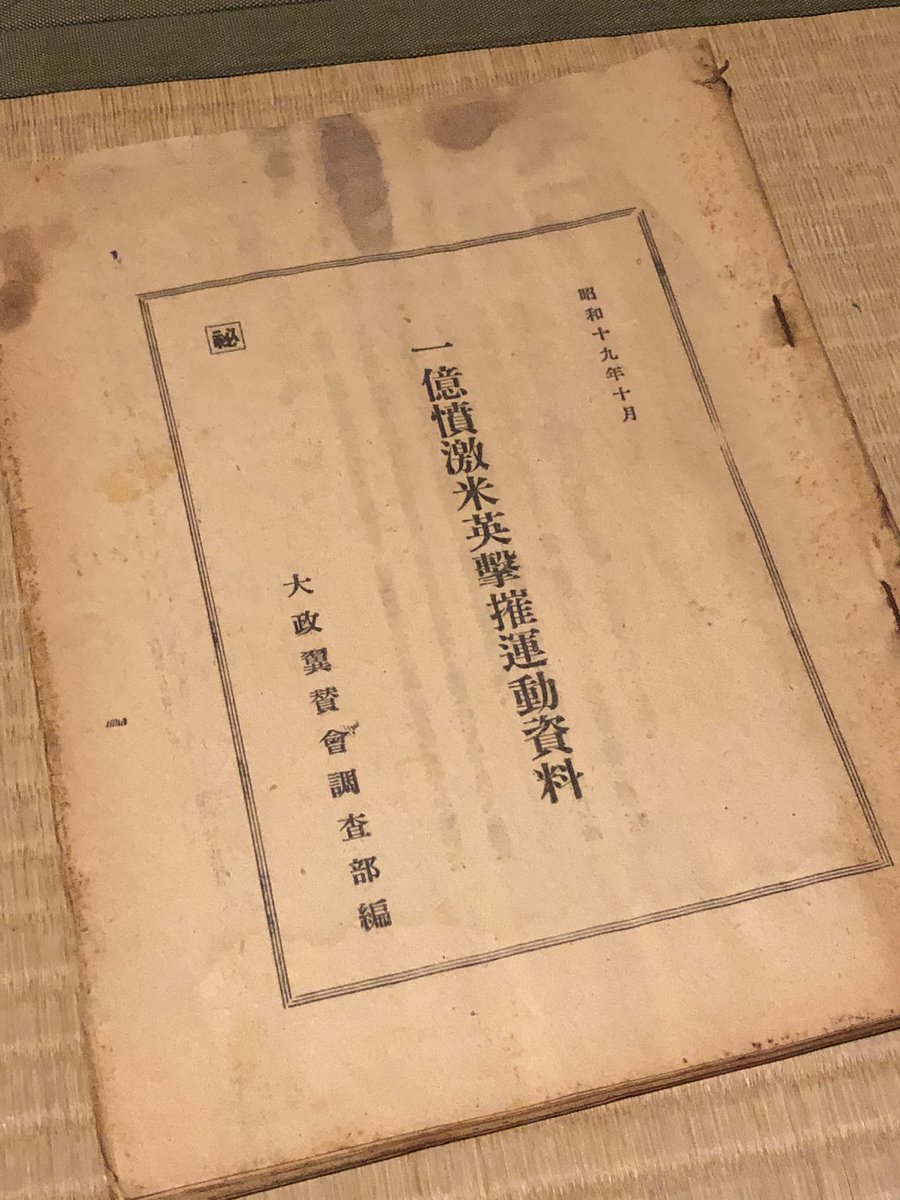 昭和十九年十月
一億憤激米英擊摧運動資料
祕
大政翼賛會調査部編